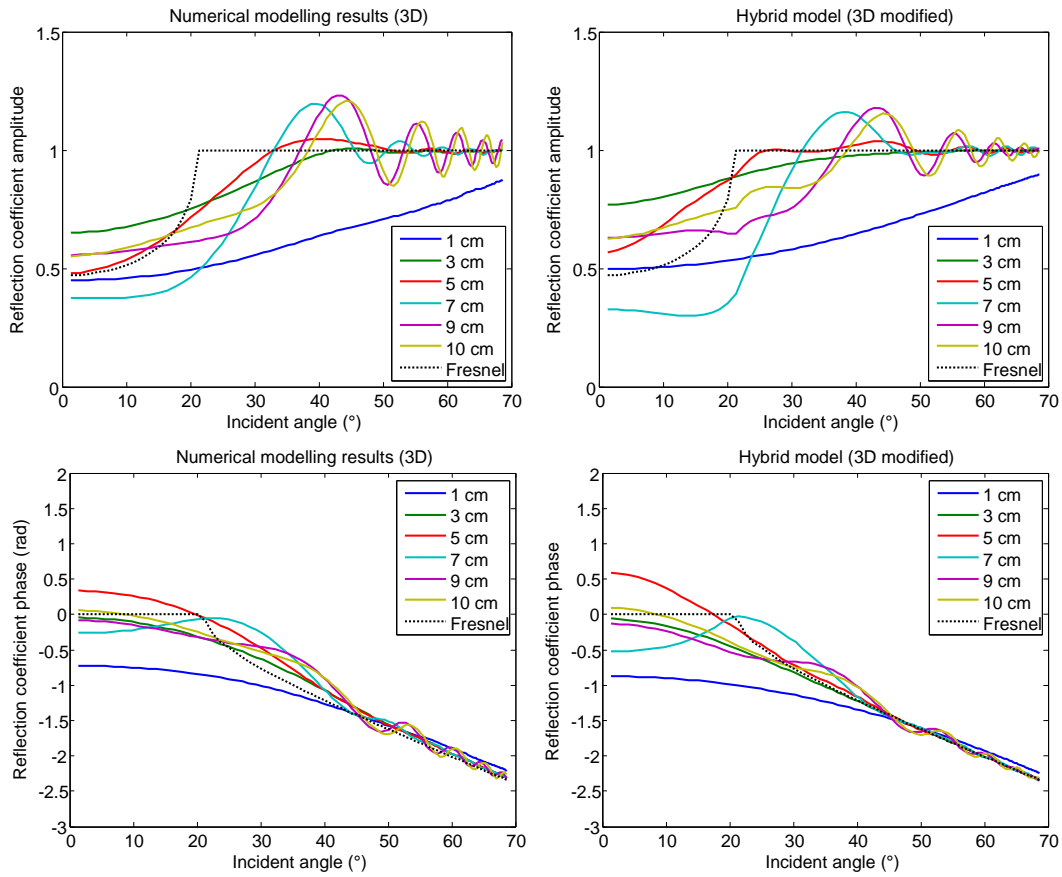 Numerical modelling results (3D)
Reflection coefficient amplitude
1.5
1
0.5
0
0 10 20 30 40 50 60 70
Incident angle (°)
1 cm
3 cm
5 cm
7 cm
9 cm
10 cm
Fresnel
Hybrid model (3D modified)
Reflection coefficient amplitude
1.5
1
0.5
0
0 10 20 30 40 50 60 70
Incident angle (°)
1 cm
3 cm
5 cm
7 cm
9 cm
10 cm
Fresnel
Numerical modelling results (3D)
Reflection coefficient phase (rad)
2
1.5
1
0.5
0
-0.5
-1
-1.5
-2
-2.5
-3
0 10 20 30 40 50 60 70
Incident angle (°)
1 cm
3 cm
5 cm
7 cm
9 cm
10 cm
Fresnel
Hybrid model (3D modified)
Reflection coefficient phase
2
1.5
1
0.5
0
-0.5
-1
-1.5
-2
-2.5
-3
0 10 20 30 40 50 60 70
Incident angle (°)
1 cm
3 cm
5 cm
7 cm
9 cm
10 cm
Fresnel